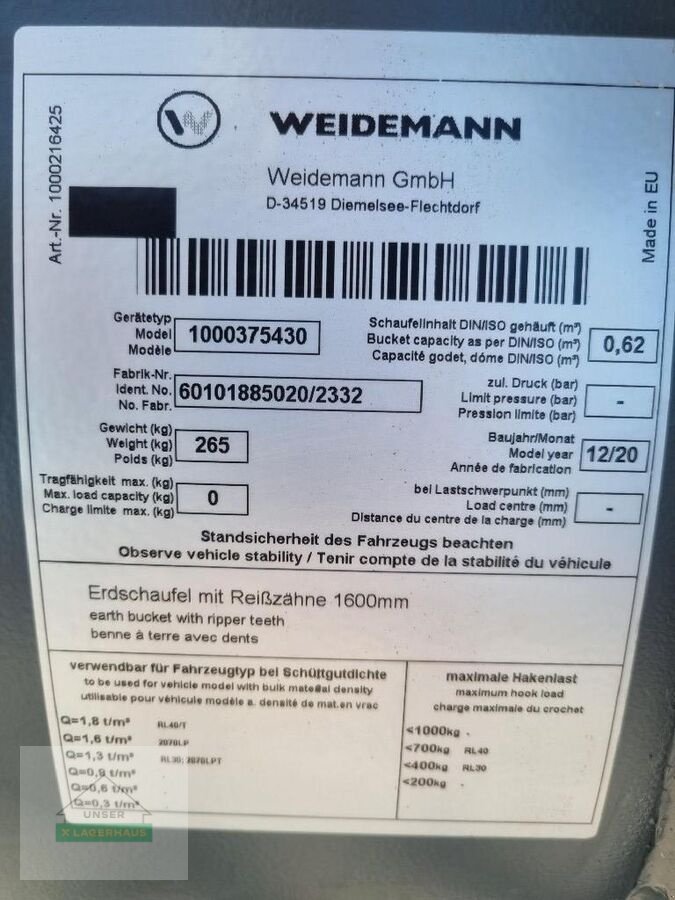 Art.-Nr. 1000216425
WEIDEMANN
Weidemann GmbH
D-34519 Diemelsee-Flechtdorf
Made in EU
Gerätetyp
Model
Modèle
1000375430
Schaufelinhalt DIN/ISO gehäuft (m³)
Bucket capacity as per DIN/ISO (m³)
Capacité godet, dôme DIN/ISO (m³)
0,62
Fabrik-Nr.
Ident. No.
No. Fabr.
60101885020/2332
zul. Druck (bar)
Limit pressure (bar)
Pression limite (bar)
-
Gewicht (kg)
Weight (kg)
Poids (kg)
265
Baujahr/Monat
Model year
Année de fabrication
12/20
Tragfähigkeit max. (kg)
Max. load capacity (kg)
Charge limite max. (kg)
0
bei Lastschwerpunkt (mm)
Load centre (mm)
Distance du centre de la charge (mm)
-
Standsicherheit des Fahrzeugs beachten
Observe vehicle stability / Tenir compte de la stabilité du véhicule
Erdschaufel mit Reißzähne 1600mm
earth bucket with ripper teeth
benne à terre avec dents
verwendbar für Fahrzeugtyp bei Schüttgutdichte
to be used for vehicle model with bulk material density
utilisable pour véhicule modèle a. densité de mat.en vrac
Q=1,8 t/m³ RL40/T
Q=1,6 t/m³ 2070LP
Q=1,3 t/m³ RL30; 2070LPT
Q=0,9 t/m³
Q=0,6 t/m³
Q=0,3 t/m³
maximale Hakenlast
maximum hook load
charge maximale du crochet
<1000kg -
<700kg RL40
<400kg RL30
<200kg -
UNSER
X LAGERHAUS